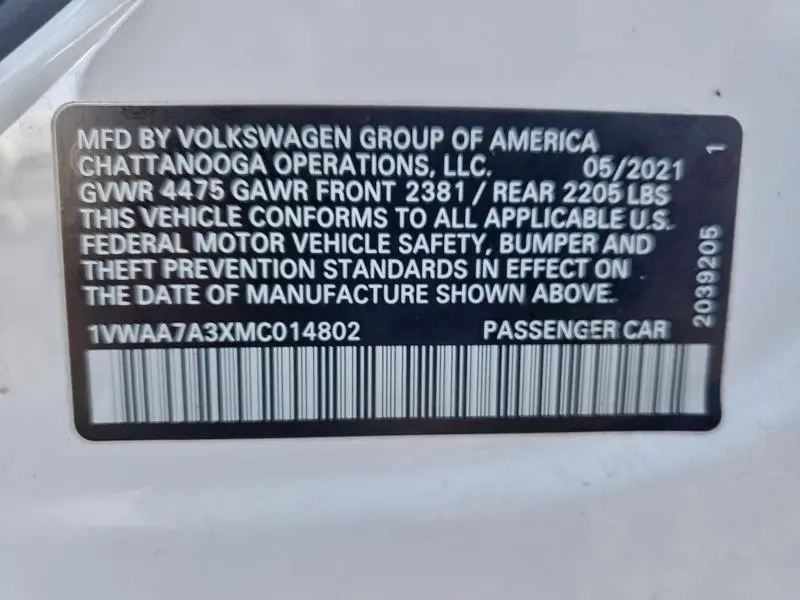 MFD BY VOLKSWAGEN GROUP OF AMERICA
CHATTANOOGA OPERATIONS, LLC. 05/2021
GVWR 4475 GAWR FRONT 2381 / REAR 2205 LBS
THIS VEHICLE CONFORMS TO ALL APPLICABLE U.S.
FEDERAL MOTOR VEHICLE SAFETY, BUMPER AND
THEFT PREVENTION STANDARDS IN EFFECT ON
THE DATE OF MANUFACTURE SHOWN ABOVE.
1VWAA7A3XMC014802 PASSENGER CAR
2039205 1